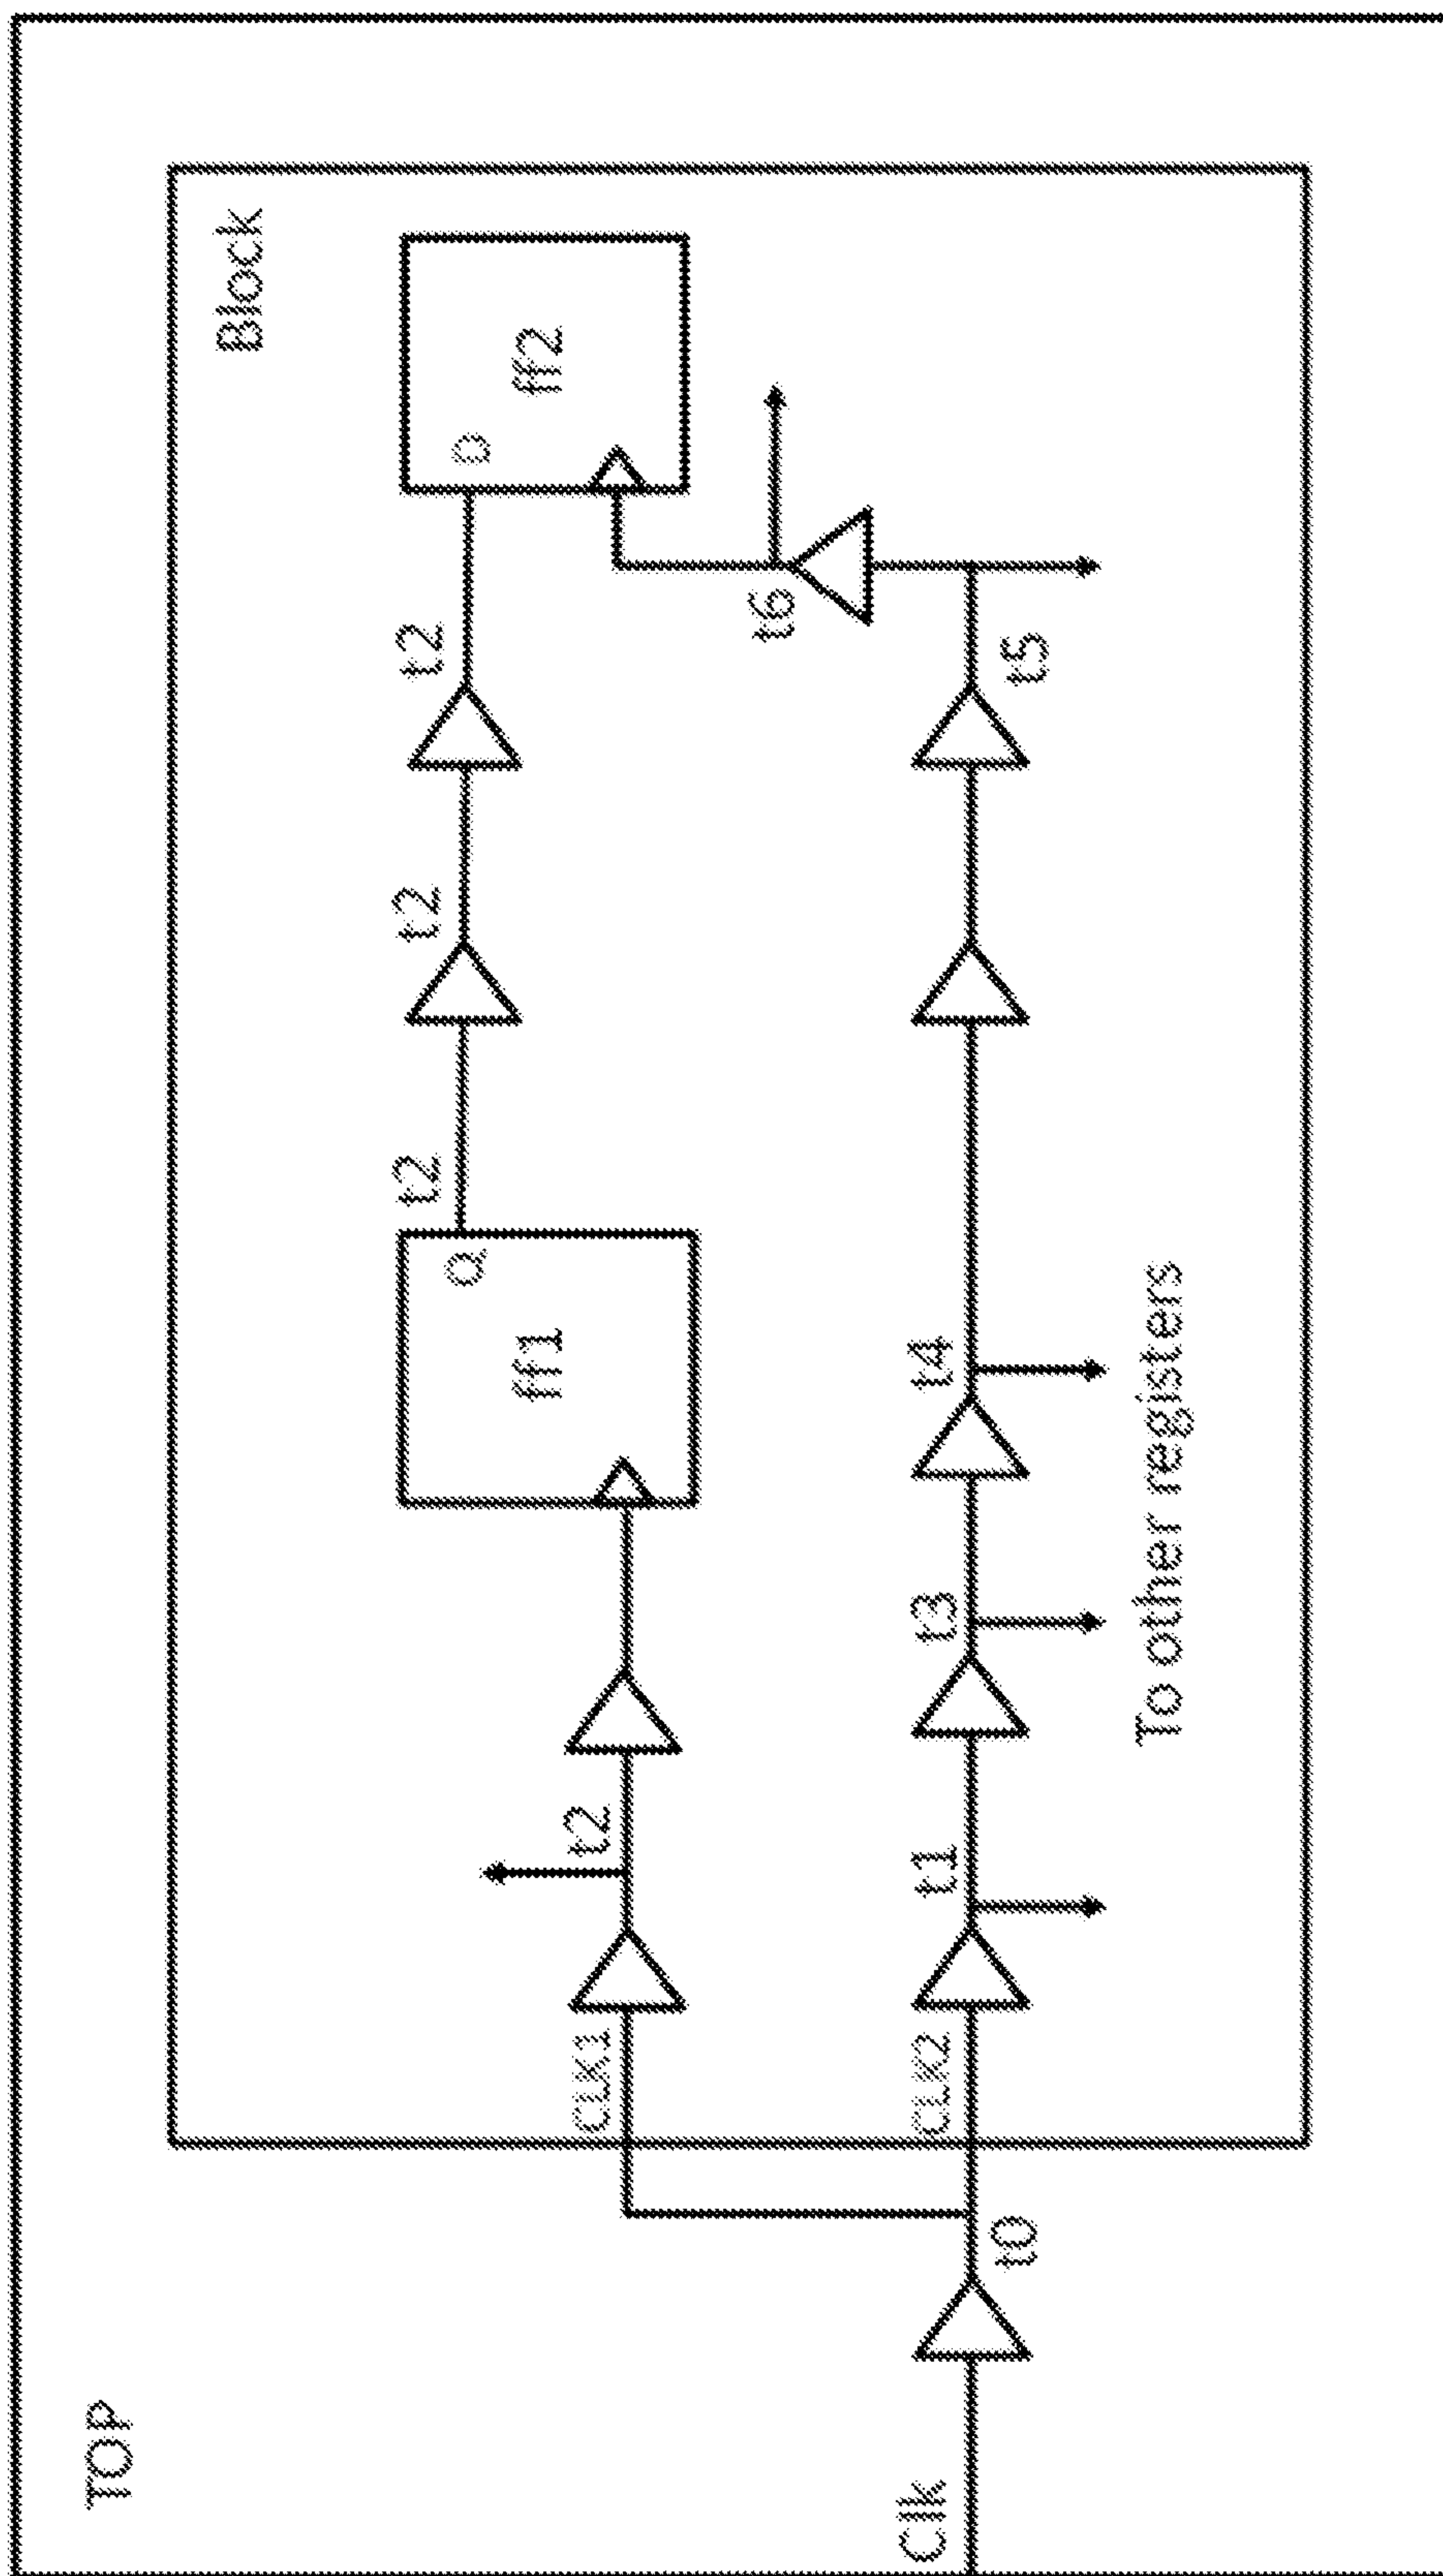 TOP
Block
t2
t2
t2
Q
D
ff1
ff2
t2
CLK1
t6
Clk
CLK2
t1
t3
t4
t0
t5
To other registers